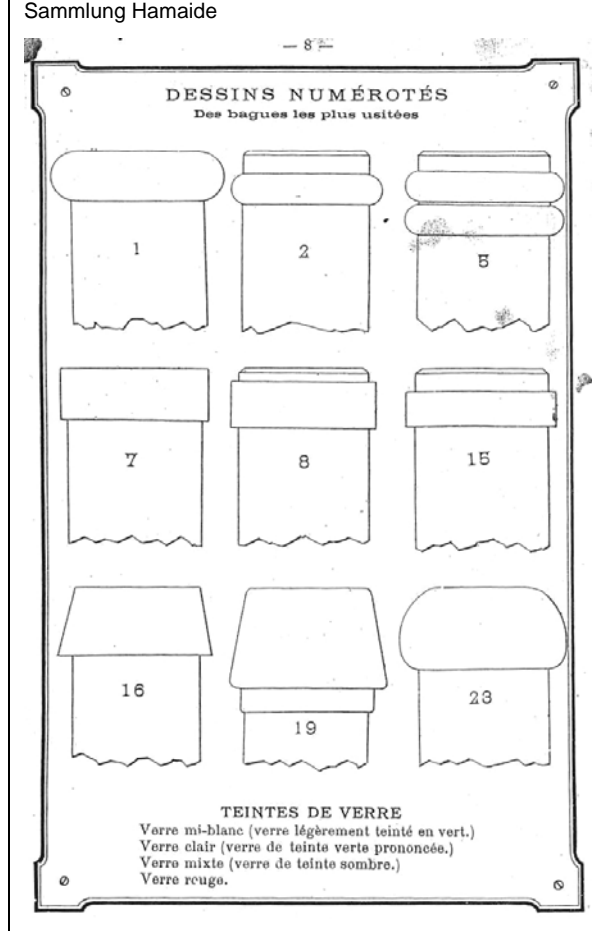 Sammlung Hamaide
— 8 —
DESSINS NUMÉROTÉS
Des bagues les plus usitées
1
2
5
7
8
15
16
19
23
TEINTES DE VERRE
Verre mi-blanc (verre légèrement teinté en vert.)
Verre clair (verre de teinte verte prononcée.)
Verre mixte (verre de teinte sombre.)
Verre rouge.